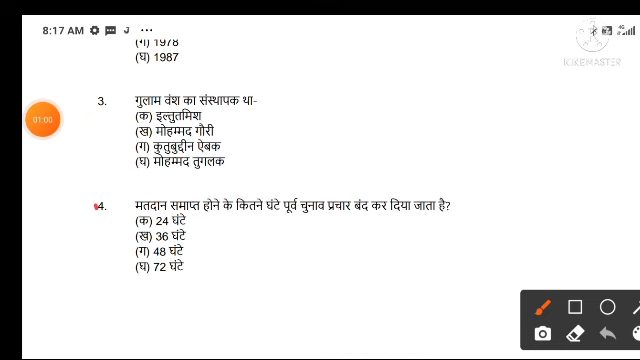 8:17 AM
4G
KINEMASTER
(ग) 1978
(घ) 1987
3. गुलाम वंश का संस्थापक था-
(क) इल्तुतमिश
(ख) मोहम्मद गौरी
01:00
(ग) कुतुबुद्दीन ऐबक
(घ) मोहम्मद तुगलक
4. मतदान समाप्त होने के कितने घंटे पूर्व चुनाव प्रचार बंद कर दिया जाता है?
(क) 24 घंटे
(ख) 36 घंटे
(ग) 48 घंटे
(घ) 72 घंटे